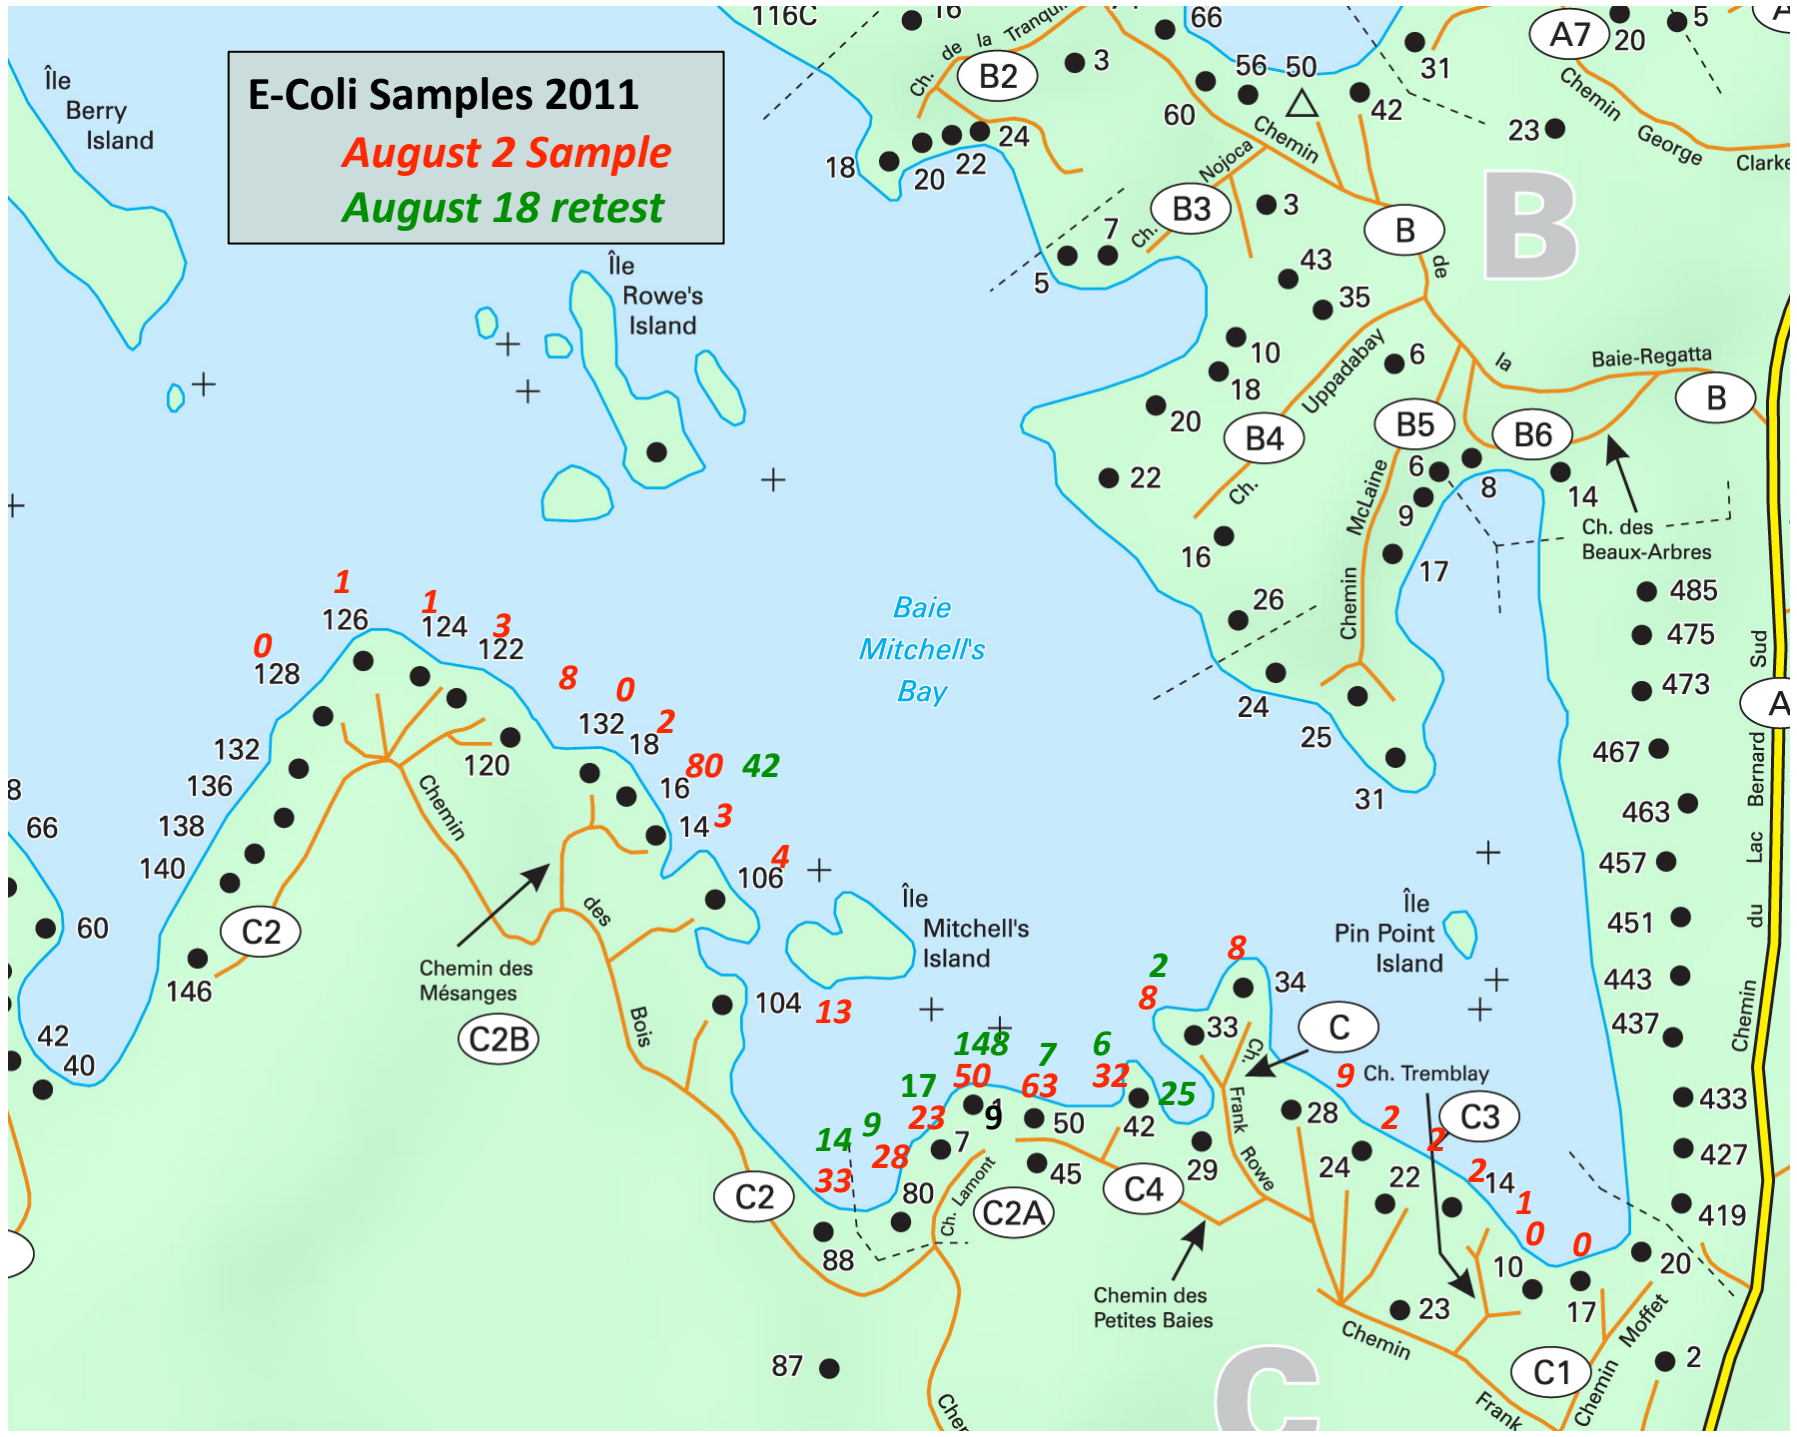 116C
16
66
5
A7
20
Île
Berry
Island
E-Coli Samples 2011
August 2 Sample
August 18 retest
Ch. de la
B2
3
56
50
31
60
42
Chemin
23
Chemin George Clarke
18
20
22
24
Ch. Nojoca
B3
3
B
B
5
7
43
35
de
Île
Rowe's
Island
10
18
20
Ch. Uppadabay
B4
6
la
Baie-Regatta
B
B5
B6
22
6
8
14
9
Chemin McLaine
Ch. des
Beaux-Arbres
16
17
26
485
475
473
24
25
31
467
463
457
451
443
437
433
427
419
A
Chemin du Lac Bernard Sud
Baie
Mitchell's
Bay
1
126
1
124
3
122
0
128
8
0
132
2
18
80
42
16
3
14
4
106
132
136
138
140
120
Chemin
des
Bois
8
66
60
42
40
C2
146
Chemin des
Mésanges
C2B
Île
Mitchell's
Island
104
13
Île
Pin Point
Island
2
8
8
34
33
C
Ch. Frank Rowe
148
50
1
9
7
63
50
6
32
42
25
17
23
7
14
33
9
28
80
88
C2
Ch. Lamont
C2A
45
C4
29
9
Ch. Tremblay
28
2
C3
2
24
22
2
14
1
0
0
10
17
20
23
Chemin des
Petites Baies
Chemin
Frank
C1
Chemin Moffet
2
87
C